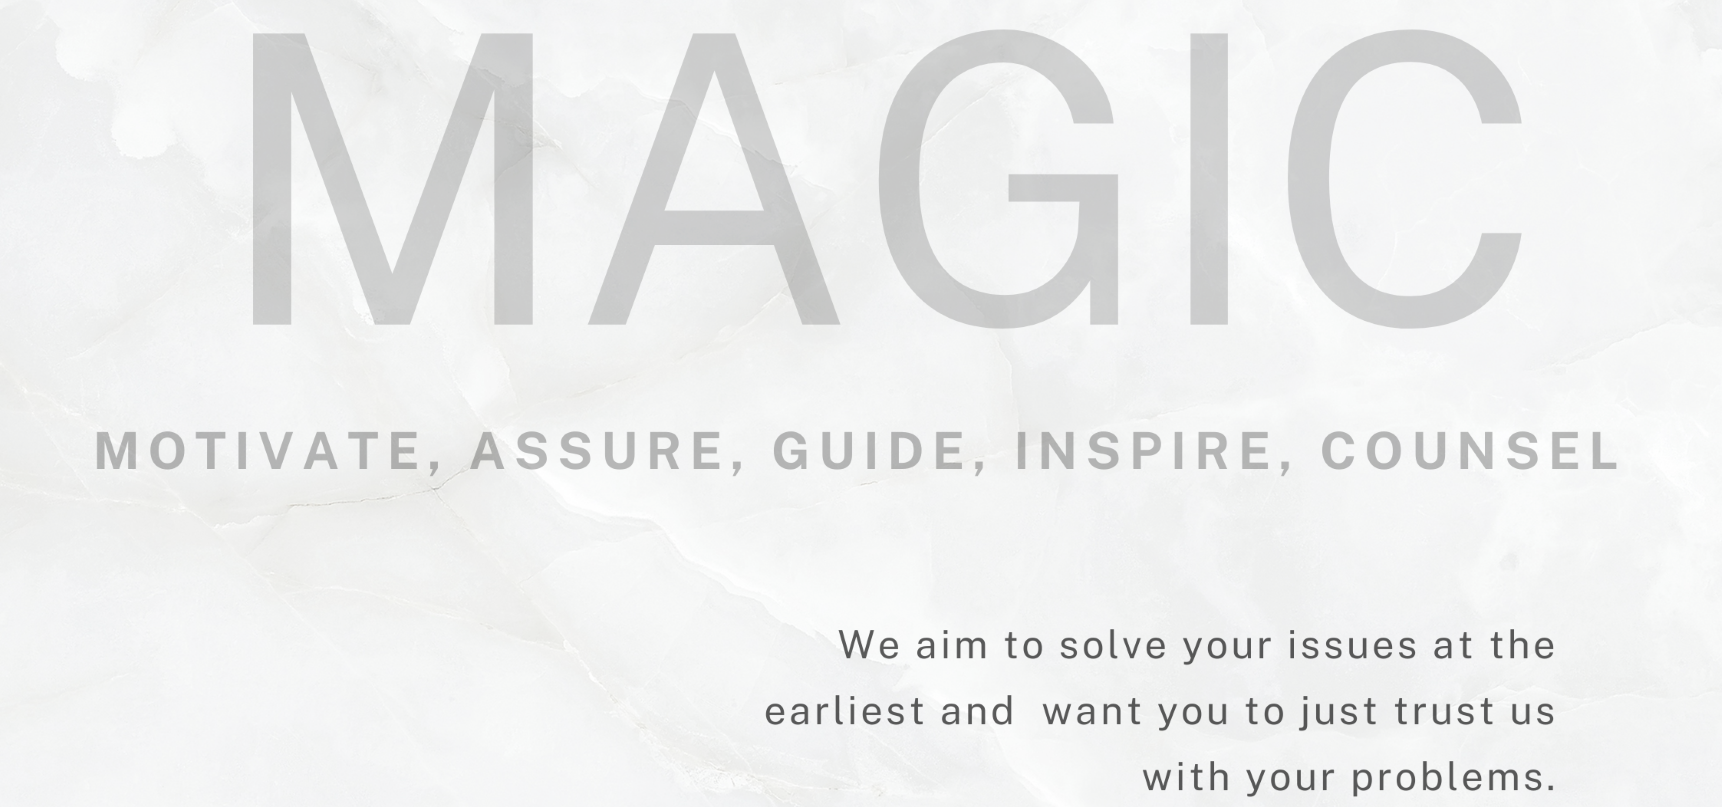 MAGIC
MOTIVATE, ASSURE, GUIDE, INSPIRE, COUNSEL
We aim to solve your issues at the
earliest and  want you to just trust us
with your problems.